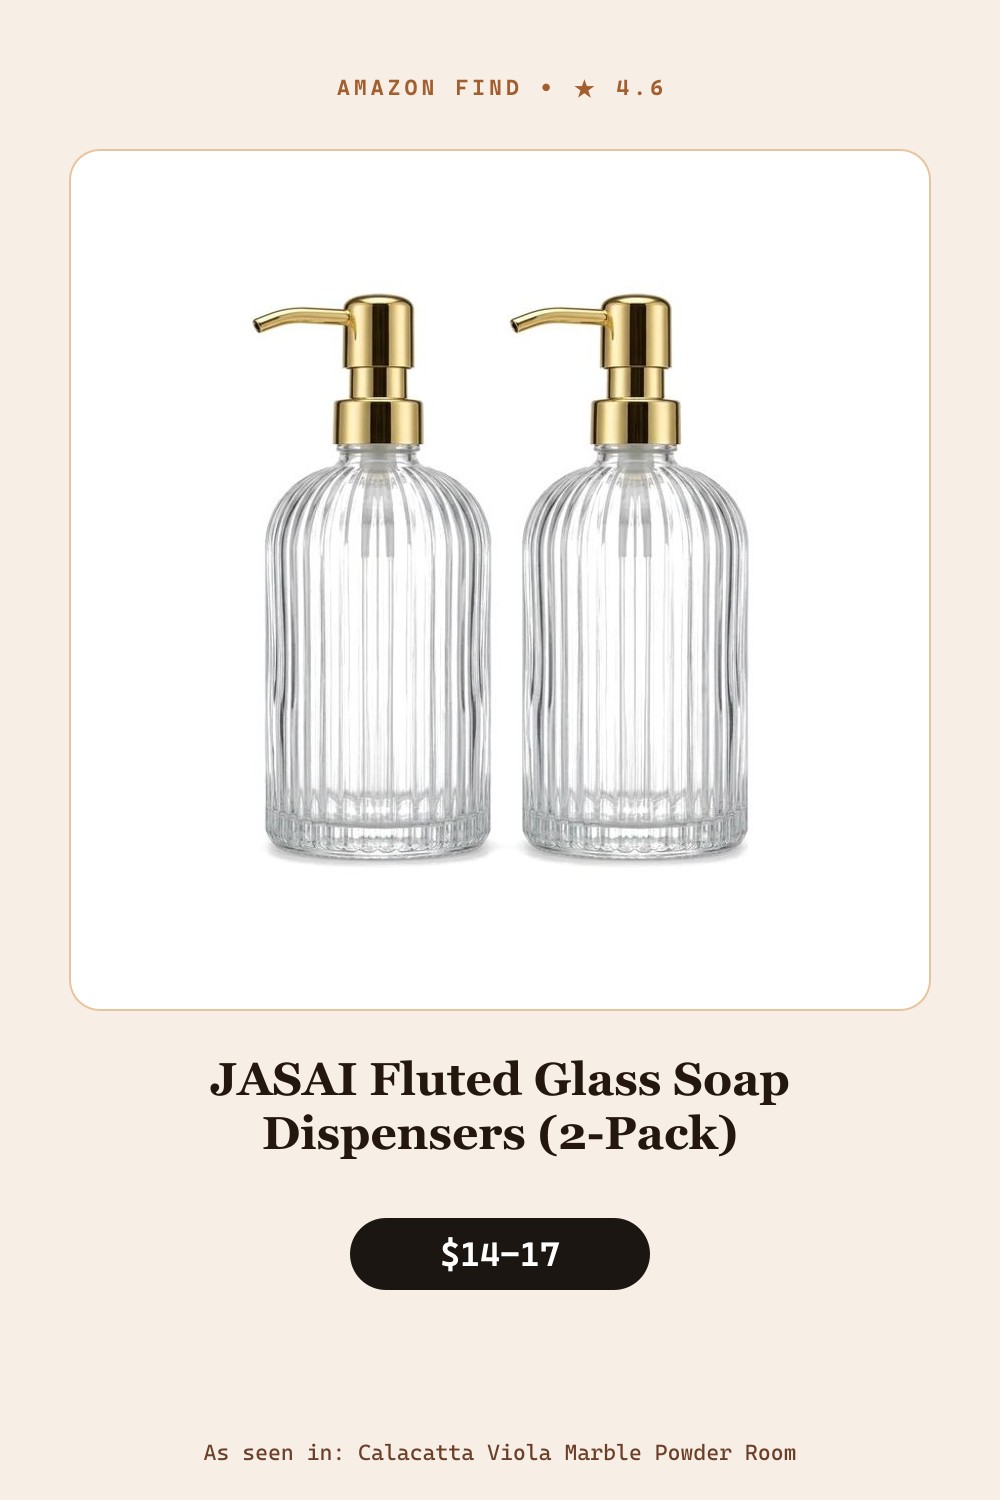 AMAZON FIND • ★ 4.6
JASAI Fluted Glass Soap
Dispensers (2-Pack)
$14–17
As seen in: Calacatta Viola Marble Powder Room